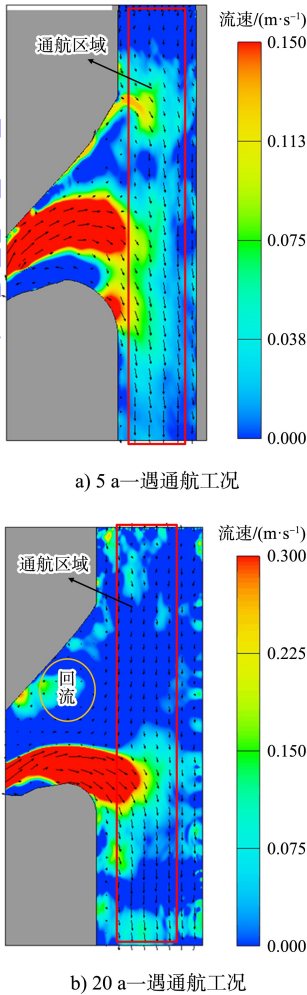 流速/(m·s⁻¹)
通航区域
0.150
0.113
0.075
0.038
0.000
a) 5 a一遇通航工况
流速/(m·s⁻¹)
通航区域
0.300
0.225
回
流
0.150
0.075
0.000
b) 20 a一遇通航工况